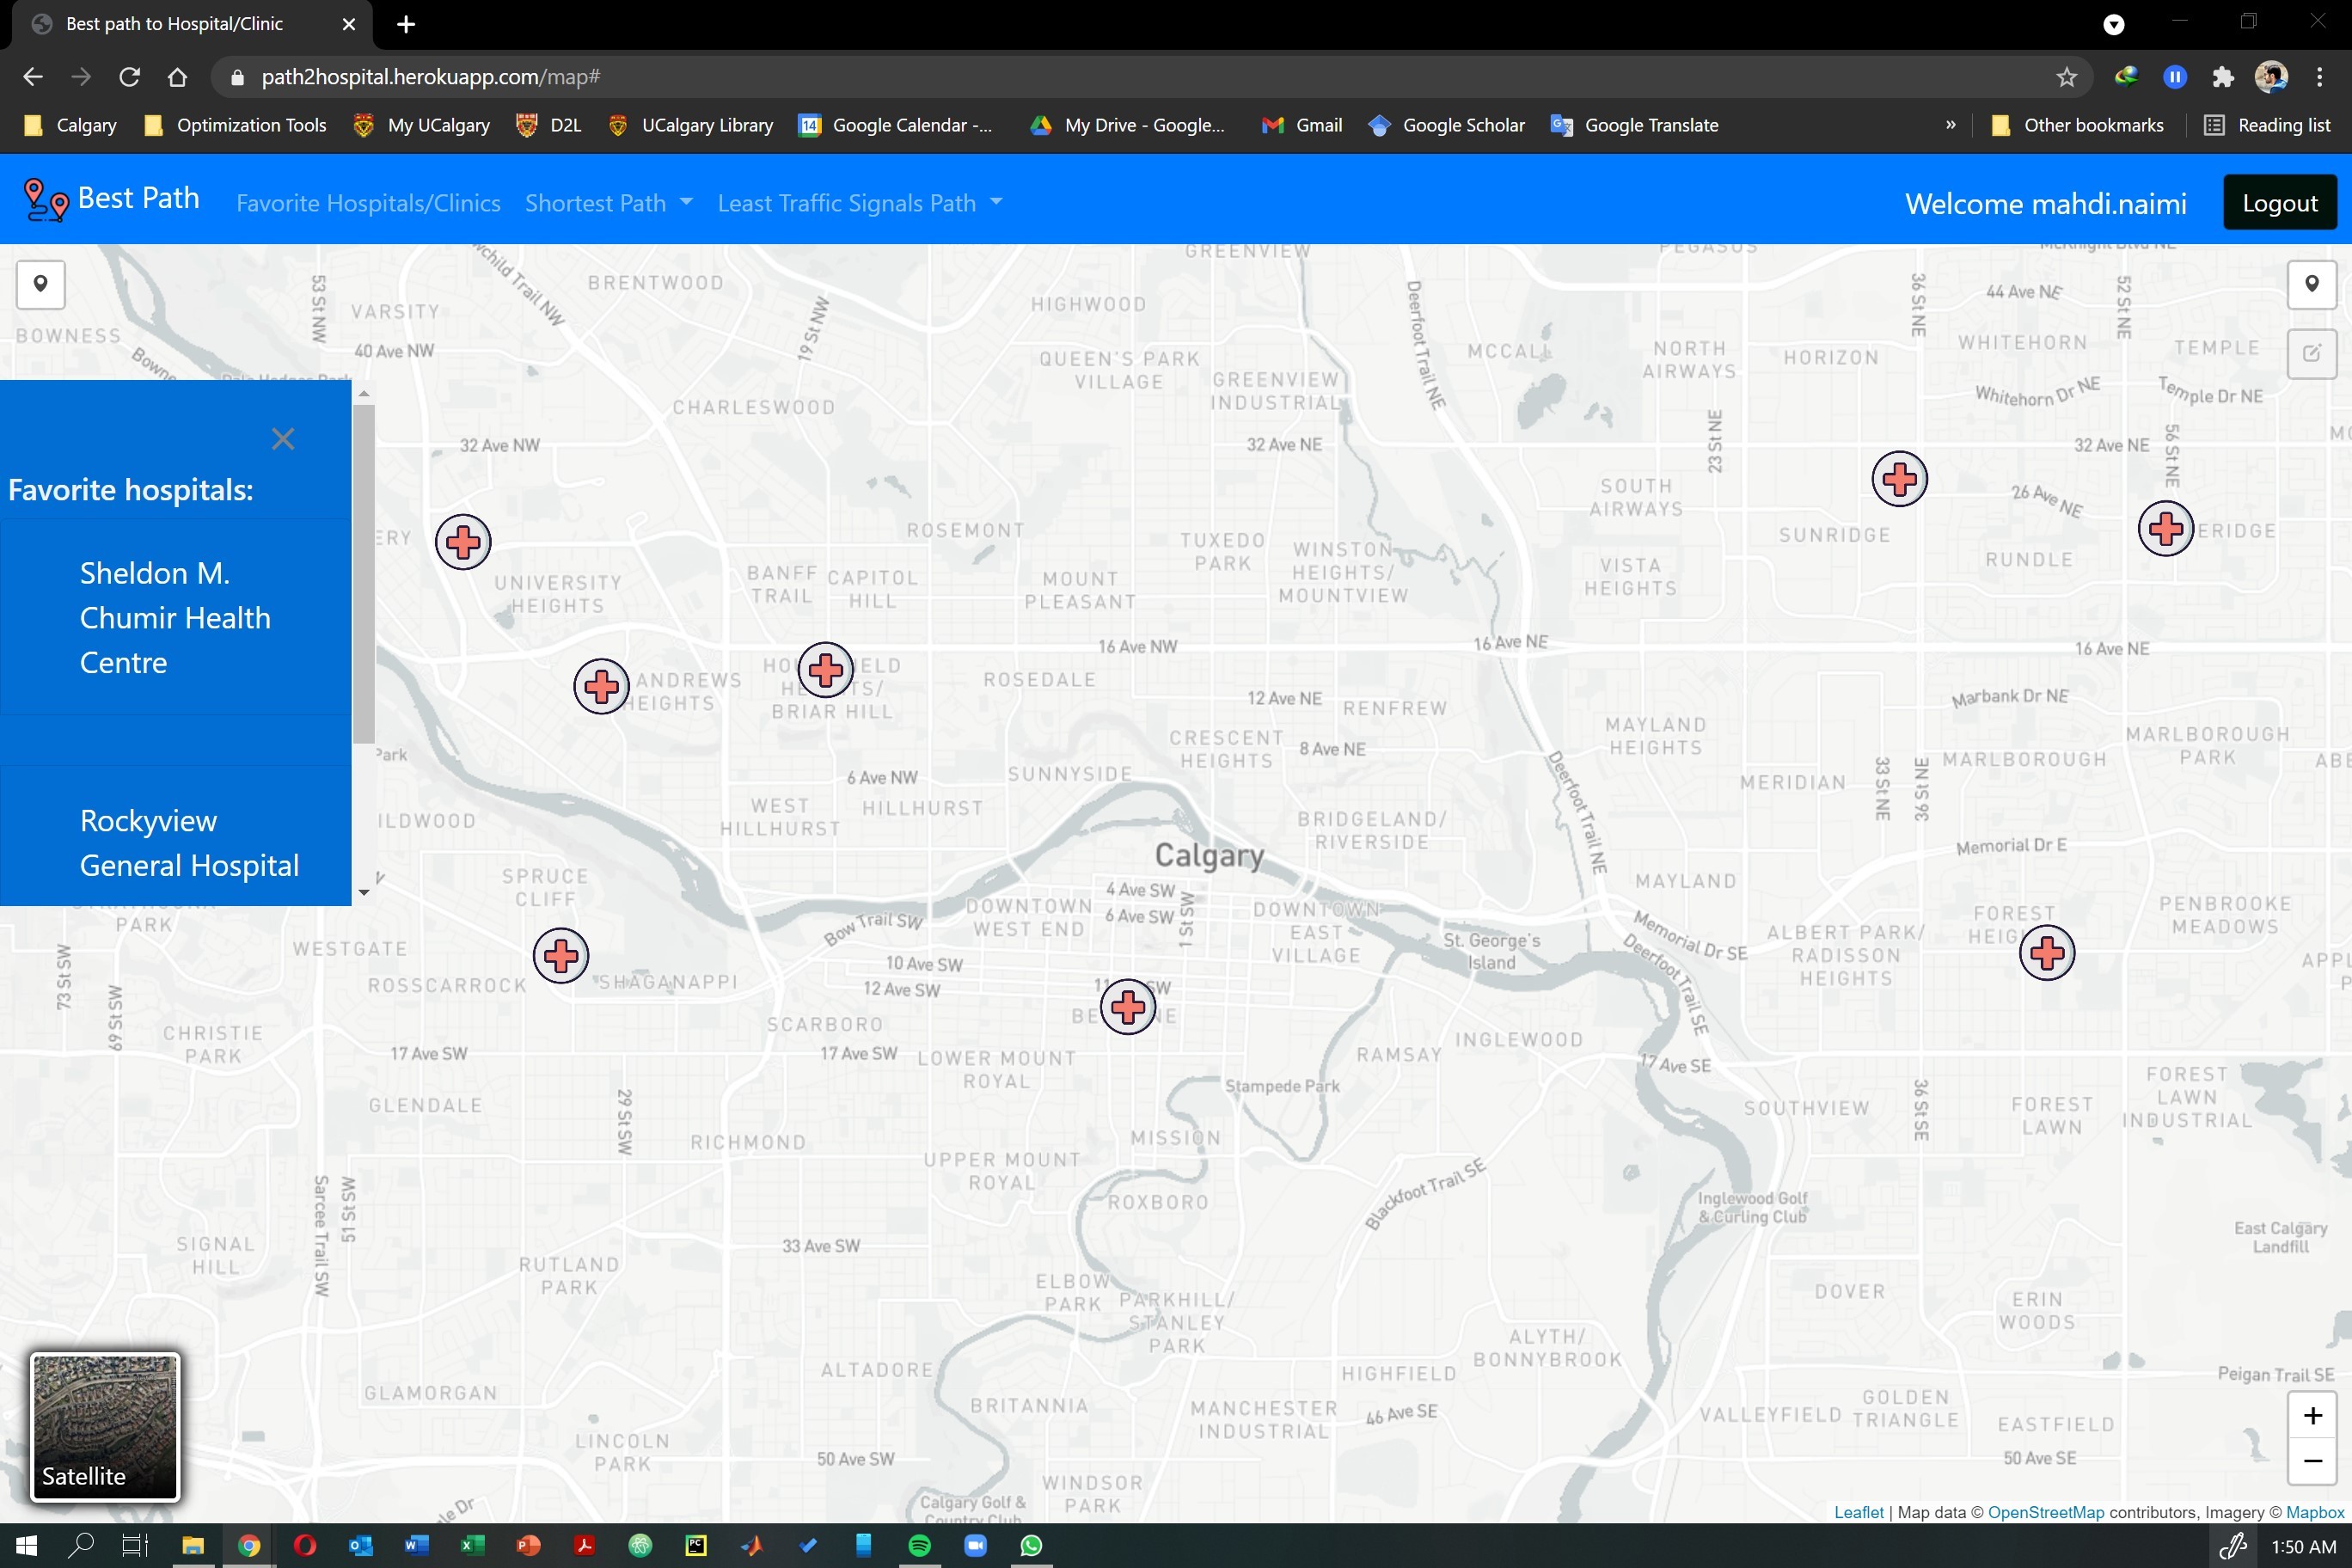 Best path to Hospital/Clinic
path2hospital.herokuapp.com/map#
Calgary
Optimization Tools
My UCalgary
D2L
UCalgary Library
14
Google Calendar -...
My Drive - Google...
Gmail
Google Scholar
Google Translate
»
Other bookmarks
Reading list
Best Path
Favorite Hospitals/Clinics
Shortest Path
Least Traffic Signals Path
Welcome mahdi.naimi
Logout
Favorite hospitals:
Sheldon M.
Chumir Health
Centre
Rockyview
General Hospital
BOWNESS
53 St NW
VARSITY
40 Ave NW
BRENTWOOD
19 St NW
GREENVIEW
HIGHWOOD
QUEEN'S PARK
VILLAGE
GREENVIEW
INDUSTRIAL
Deerfoot Trail NE
MCCALL
PEGASUS
NORTH
AIRWAYS
HORIZON
36 St NE
44 Ave NE
McKnight Blvd NE
WHITEHORN
52 St NE
TEMPLE
Whitehorn Dr NE
Temple Dr NE
CHARLESWOOD
32 Ave NW
32 Ave NE
23 St NE
32 Ave NE
56 St NE
26 Ave NE
SOUTH
AIRWAYS
SUNRIDGE
RUNDLE
ERIDGE
ROSEMONT
TUXEDO
PARK
WINSTON
HEIGHTS/
MOUNTVIEW
VISTA
HEIGHTS
UNIVERSITY
HEIGHTS
BANFF
TRAIL
CAPITOL
HILL
MOUNT
PLEASANT
16 Ave NW
16 Ave NE
16 Ave NE
ANDREWS
HEIGHTS
BRIAR HILL
ROSEDALE
12 Ave NE
RENFREW
Marbank Dr NE
MAYLAND
HEIGHTS
MARLBOROUGH
PARK
CRESCENT
HEIGHTS
8 Ave NE
Deerfoot Trail NE
MERIDIAN
33 St NE
36 St NE
MARLBOROUGH
Park
6 Ave NW
SUNNYSIDE
WEST
HILLHURST
HILLHURST
BRIDGELAND/
RIVERSIDE
ILDWOOD
Calgary
Memorial Dr E
SPRUCE
CLIFF
MAYLAND
4 Ave SW
6 Ave SW
1 St SW
DOWNTOWN
WEST END
DOWNTOWN
EAST
VILLAGE
Bow Trail SW
Memorial Dr SE
Deerfoot Trail SE
St. George's
Island
ALBERT PARK/
RADISSON
HEIGHTS
FOREST
PENBROOKE
MEADOWS
PARK
WESTGATE
73 St SW
69 St SW
ROSSCARROCK
SHAGANAPPI
10 Ave SW
12 Ave SW
CHRISTIE
PARK
17 Ave SW
SCARBORO
17 Ave SW
LOWER MOUNT
ROYAL
RAMSAY
INGLEWOOD
17 Ave SE
Stampede Park
GLENDALE
29 St SW
RICHMOND
MISSION
SOUTHVIEW
36 St SE
FOREST
LAWN
FOREST
LAWN
INDUSTRIAL
UPPER MOUNT
ROYAL
ROXBORO
Blackfoot Trail SE
Inglewood Golf
& Curling Club
East Calgary
Landfill
Sarcee Trail SW
51 St SW
SIGNAL
HILL
33 Ave SW
RUTLAND
PARK
ELBOW
PARK
PARKHILL/
STANLEY
PARK
DOVER
ERIN
WOODS
ALYTH/
BONNYBROOK
ALTADORE
HIGHFIELD
Peigan Trail SE
GLAMORGAN
BRITANNIA
MANCHESTER
INDUSTRIAL
46 Ave SE
VALLEYFIELD
GOLDEN
TRIANGLE
EASTFIELD
LINCOLN
PARK
50 Ave SW
50 Ave SE
WINDSOR
PARK
Calgary Golf &
Country Club
Satellite
+
−
Leaflet | Map data © OpenStreetMap contributors, Imagery © Mapbox
1:50 AM